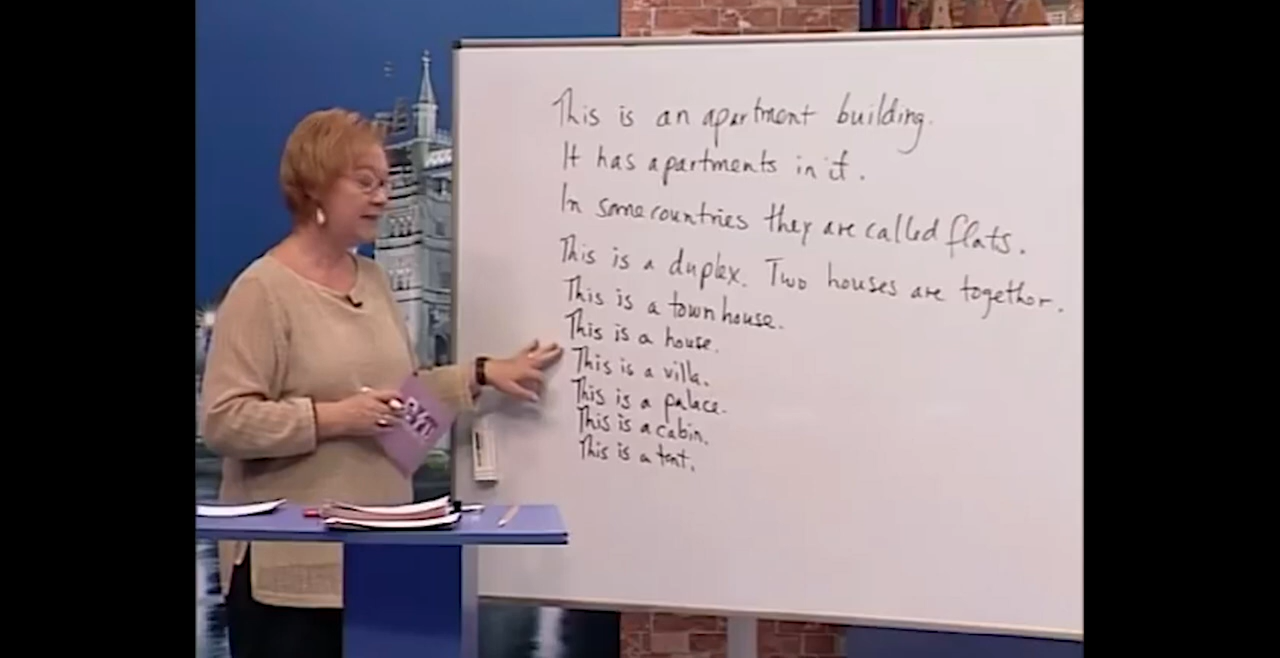 This is an apartment building.
It has apartments in it.
In some countries they are called flats.
This is a duplex. Two houses are together.
This is a townhouse.
This is a house.
This is a villa.
This is a palace.
This is a cabin.
This is a tent.